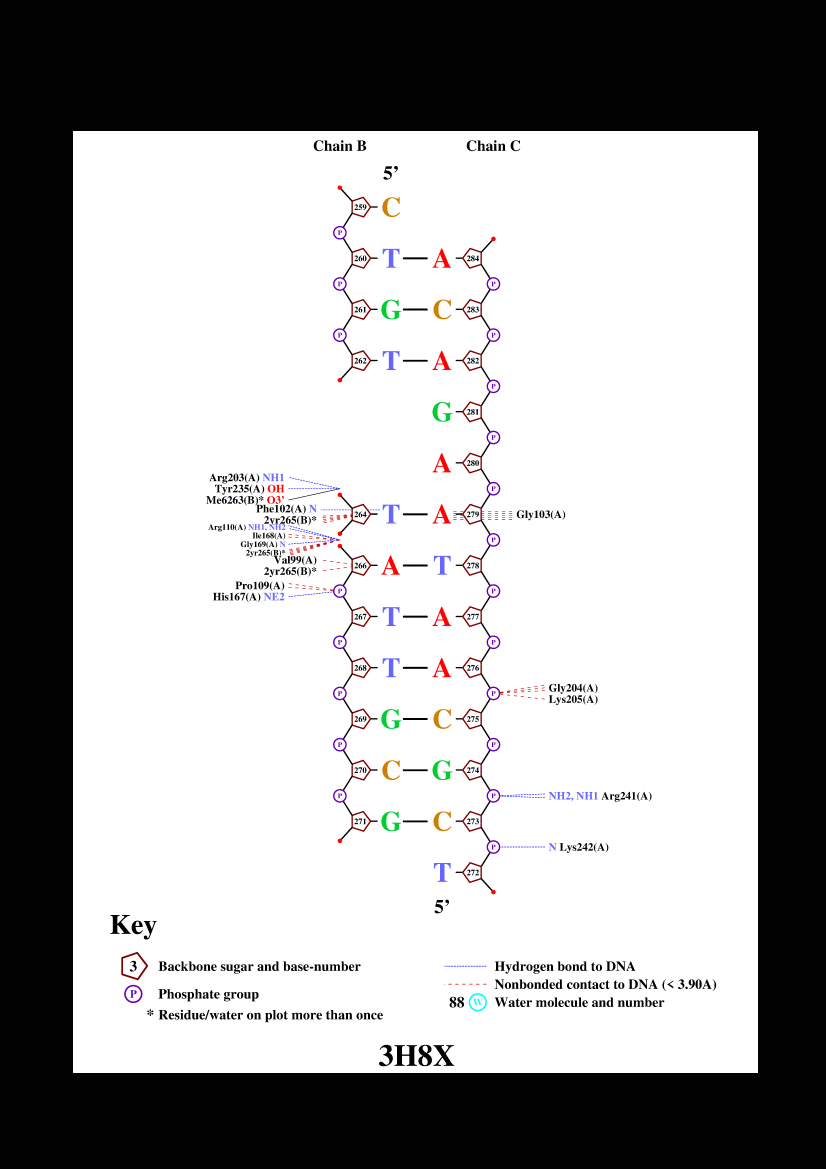 Chain B Chain C
5’
259 C
P
260 T A 284
P P
261 G C 283
P P
262 T A 282
P
G 281
P
A 280
Arg203(A) NH1
Tyr235(A) OH P
Me6263(B)* O3’
Phe102(A) N
2yr265(B)* 264 T A 279 Gly103(A)
Arg110(A) NH1, NH2
Ile168(A) P
Gly169(A) N
2yr265(B)*
Val99(A)
266 A T 278
2yr265(B)*
Pro109(A)
P P
His167(A) NE2
267 T A 277
P P
268 T A 276
Gly204(A)
P P
Lys205(A)
269 G C 275
P P
270 C G 274
P P NH2, NH1 Arg241(A)
271 G C 273
P N Lys242(A)
T 272
5’
Key
3 Backbone sugar and base-number
P Phosphate group
* Residue/water on plot more than once
Hydrogen bond to DNA
Nonbonded contact to DNA (< 3.90A)
88 W Water molecule and number
3H8X